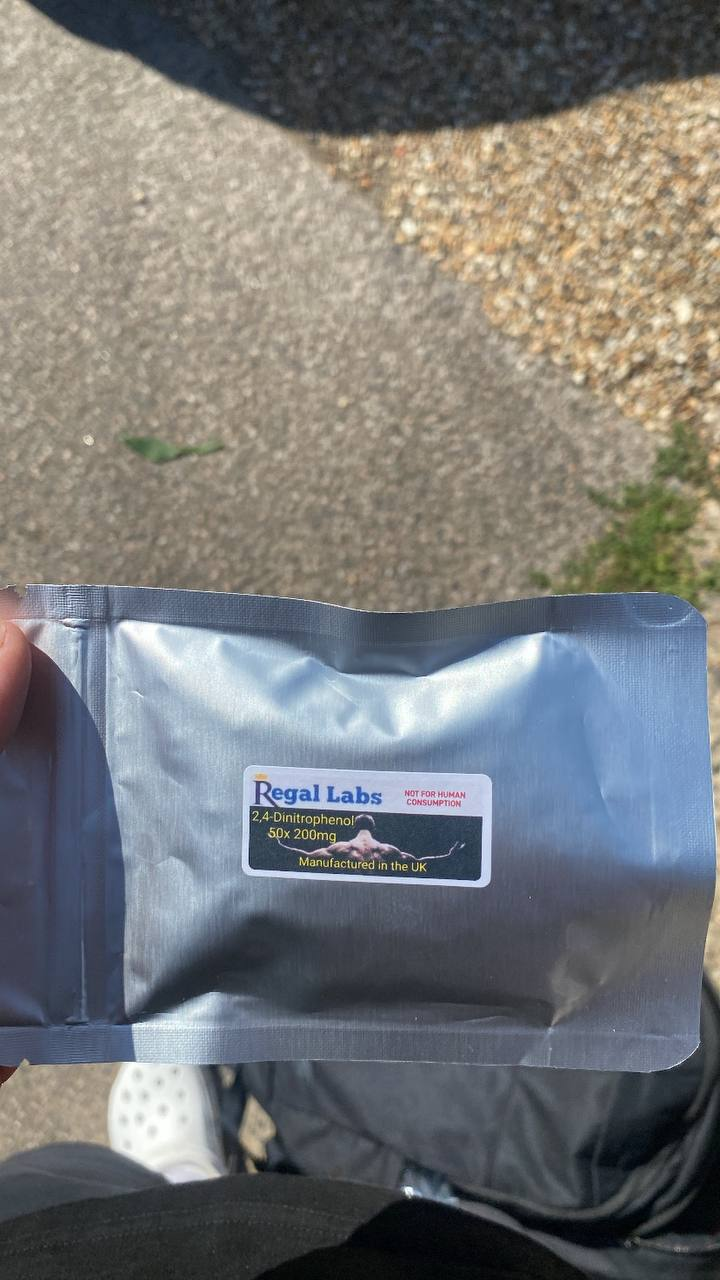 Regal Labs
NOT FOR HUMAN
CONSUMPTION
2,4-Dinitrophenol
50x 200mg
Manufactured in the UK